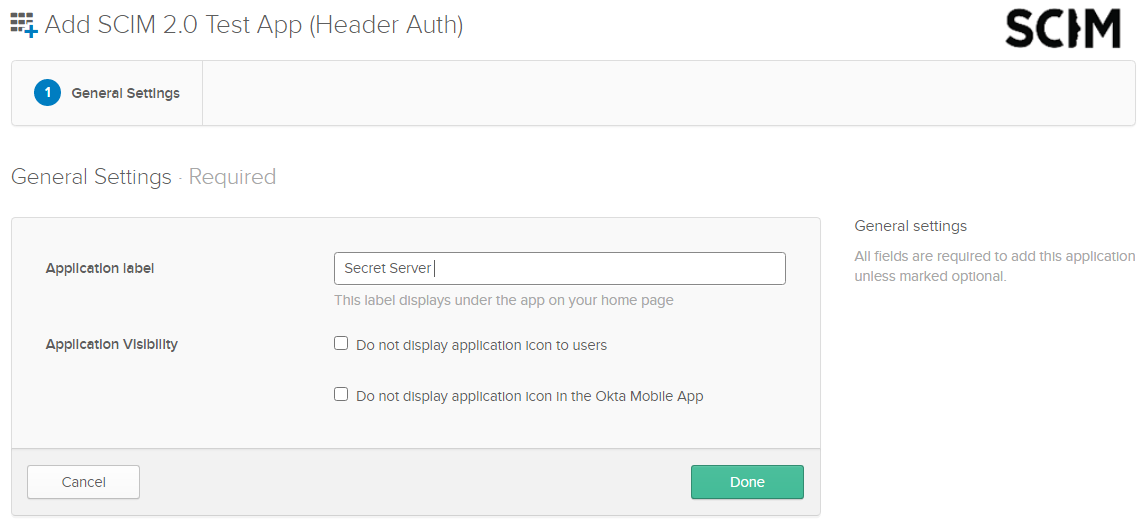 Add SCIM 2.0 Test App (Header Auth)
SCIM
1 General Settings
General Settings · Required
Application label
Secret Server
This label displays under the app on your home page
Application Visibility
Do not display application icon to users
Do not display application icon in the Okta Mobile App
Cancel
Done
General settings
All fields are required to add this application
unless marked optional.